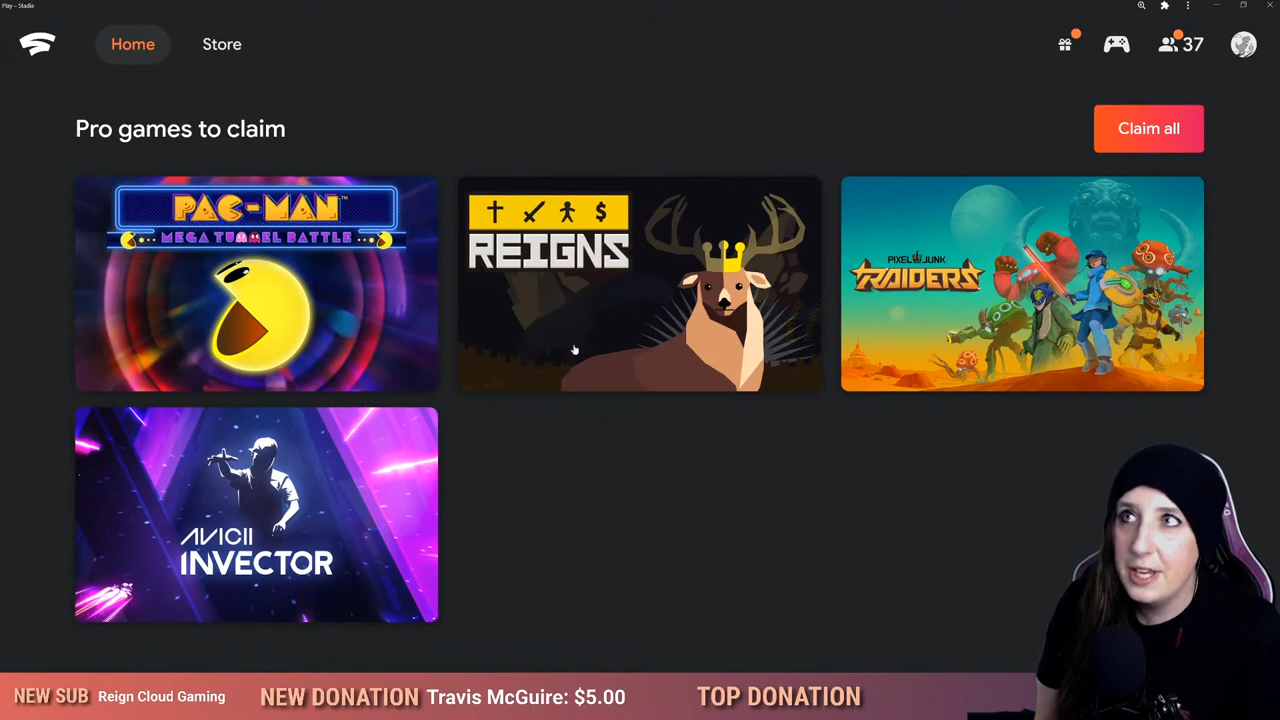 Play – Stadia
Home
Store
37
Pro games to claim
Claim all
PAC-MAN™
MEGA TUNNEL BATTLE
$
REIGNS
PIXELJUNK
RAIDERS
AVICII
INVECTOR
NEW SUB Reign Cloud Gaming NEW DONATION Travis McGuire: $5.00 TOP DONATION